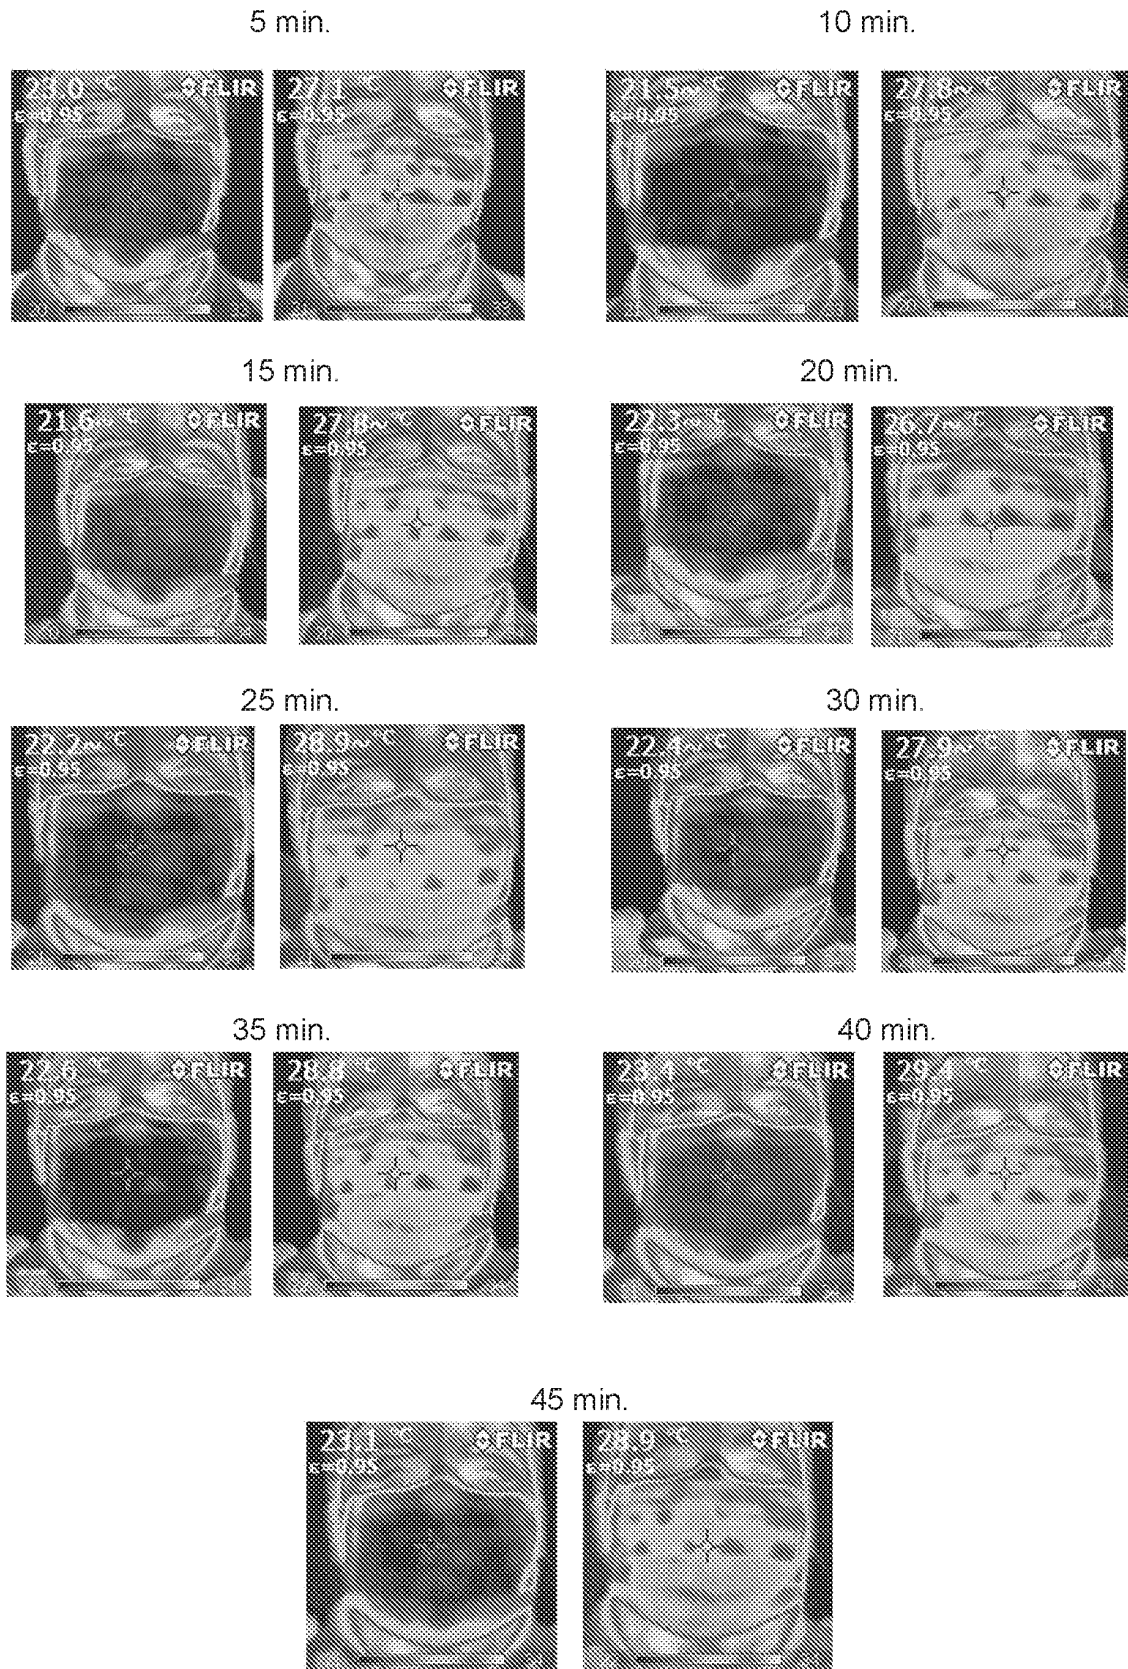 5 min.
10 min.
23.0 °C FLIR
ε=0.95
27.1 °C FLIR
ε=0.95
21.5~ °C FLIR
ε=0.95
27.8~ °C FLIR
ε=0.95
15 min.
20 min.
21.6~ °C FLIR
ε=0.95
27.8~ °C FLIR
ε=0.95
22.3~ °C FLIR
ε=0.95
26.7~ °C FLIR
ε=0.95
25 min.
30 min.
22.2~ °C FLIR
ε=0.95
28.9~ °C FLIR
ε=0.95
22.4~ °C FLIR
ε=0.95
27.9~ °C FLIR
ε=0.95
35 min.
40 min.
22.6 °C FLIR
ε=0.95
°C FLIR
ε=0.95
23.4 °C FLIR
ε=0.95
29.4 °C FLIR
ε=0.95
45 min.
23.1 °C FLIR
ε=0.95
28.9 °C FLIR
ε=0.95